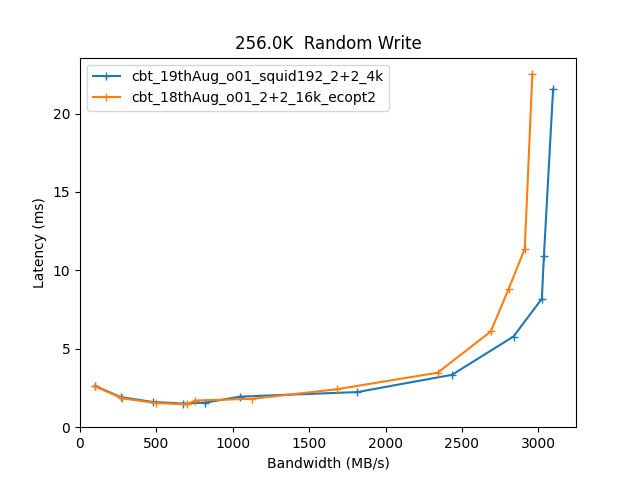 256.0K  Random Write
cbt_19thAug_o01_squid192_2+2_4k
cbt_18thAug_o01_2+2_16k_ecopt2
20
15
10
5
0
Latency (ms)
0 500 1000 1500 2000 2500 3000
Bandwidth (MB/s)